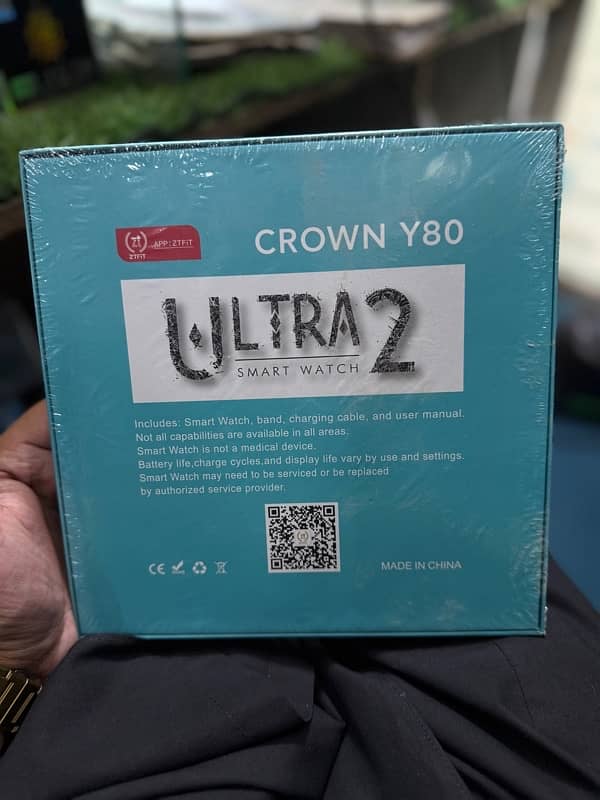 zt
ZTFiT
APP:ZTFiT
CROWN Y80
ULTRA 2
SMART WATCH
Includes: Smart Watch, band, charging cable, and user manual.
Not all capabilities are available in all areas.
Smart Watch is not a medical device.
Battery life,charge cycles,and display life vary by use and settings.
Smart Watch may need to be serviced or be replaced
by authorized service provider.
CE
MADE IN CHINA